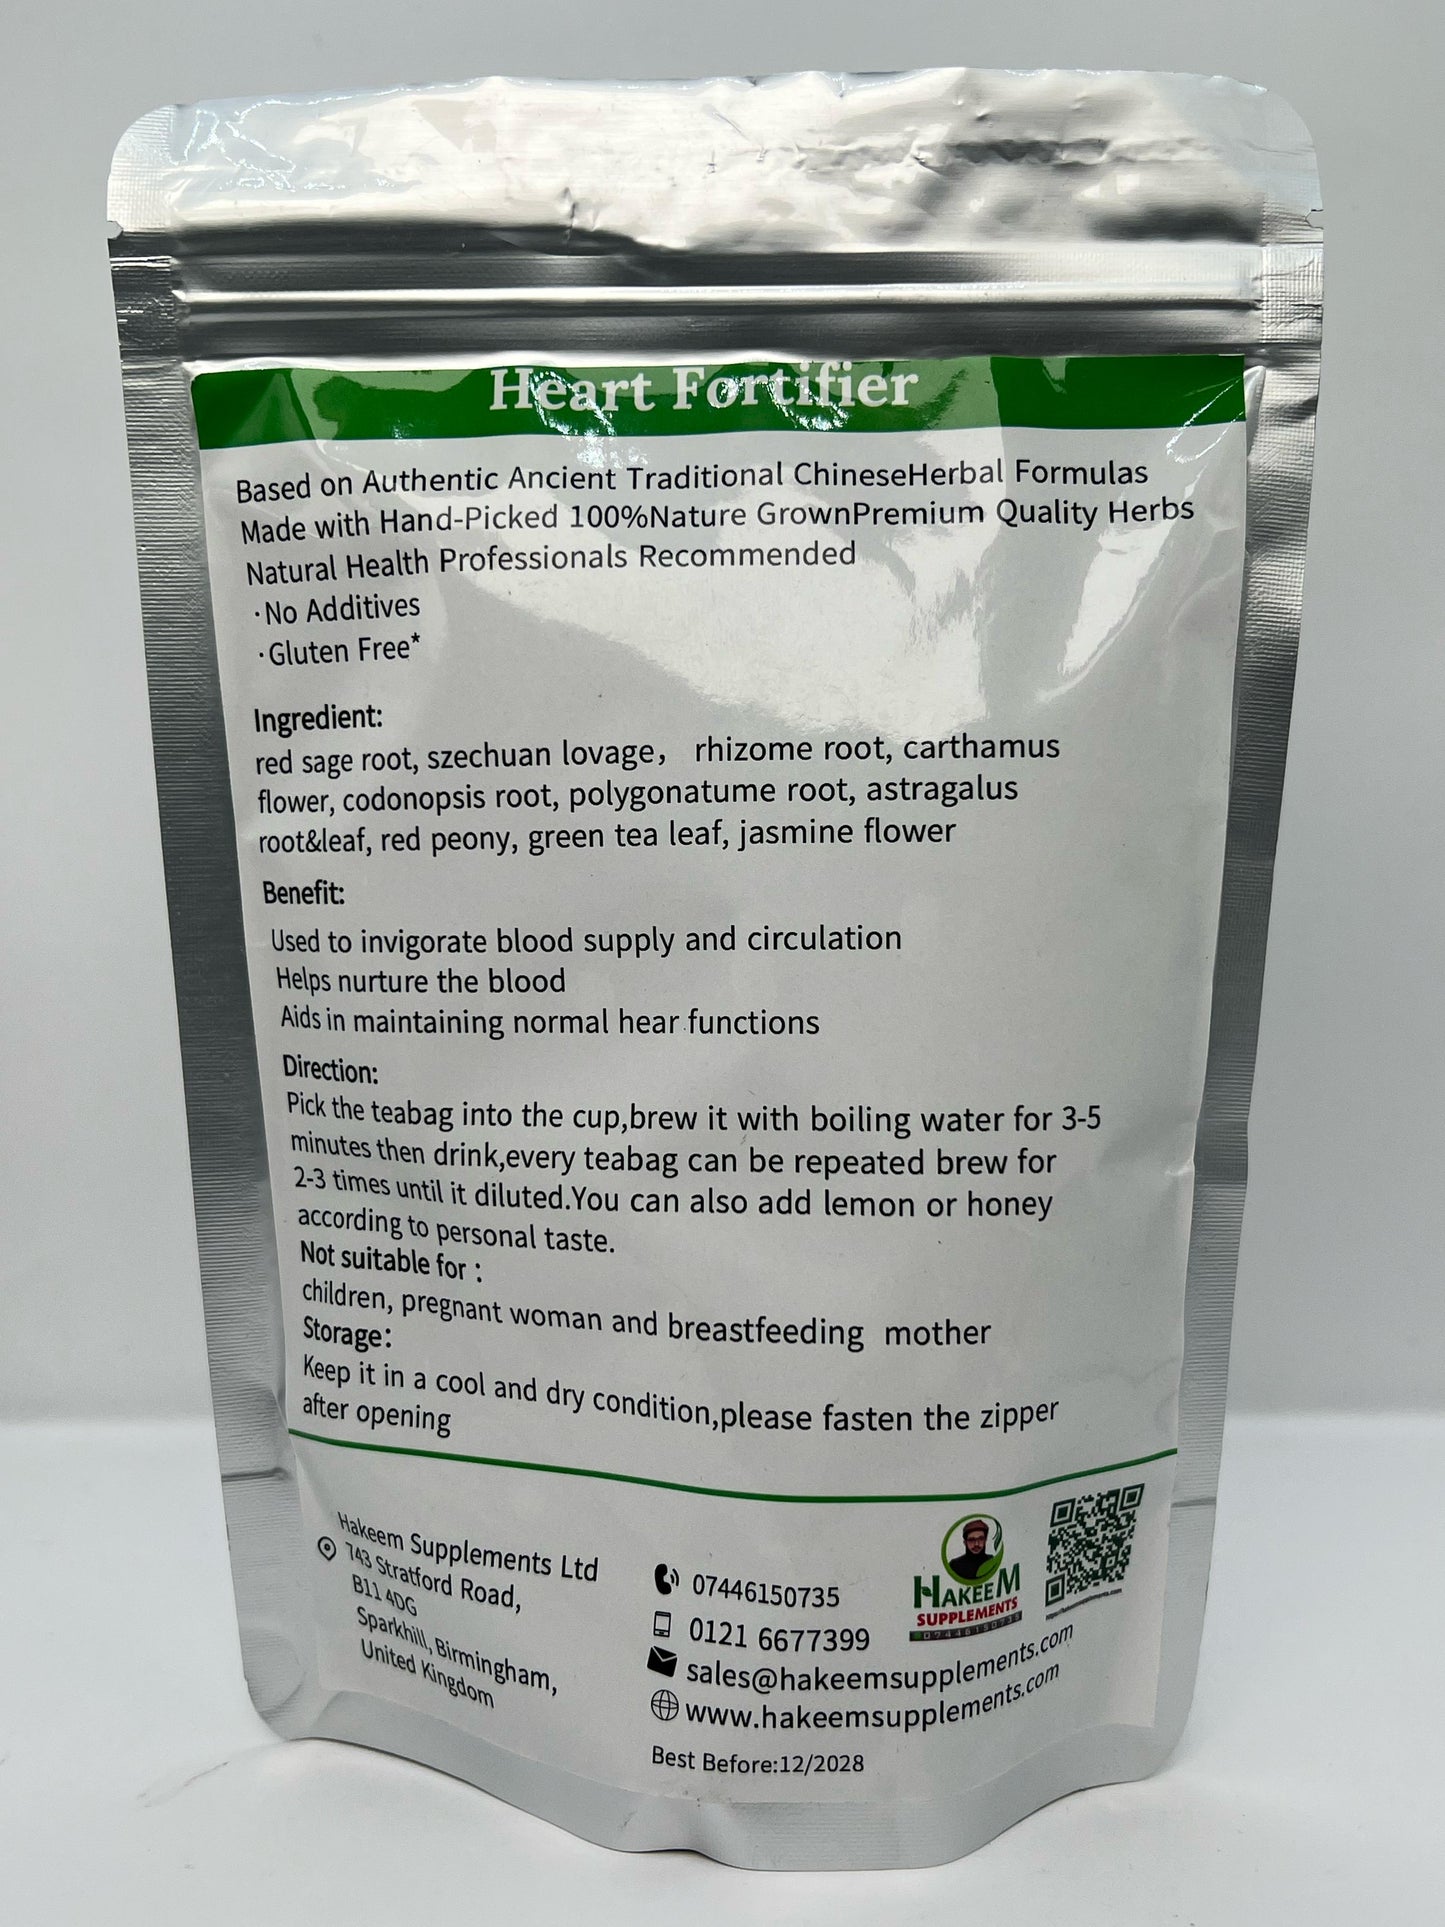 Heart Fortifier
Based on Authentic Ancient Traditional ChineseHerbal Formulas
Made with Hand-Picked 100%Nature GrownPremium Quality Herbs
Natural Health Professionals Recommended
·No Additives
·Gluten Free*
Ingredient:
red sage root, szechuan lovage， rhizome root, carthamus
flower, codonopsis root, polygonatume root, astragalus
root&leaf, red peony, green tea leaf, jasmine flower
Benefit:
Used to invigorate blood supply and circulation
Helps nurture the blood
Aids in maintaining normal hear functions
Direction:
Pick the teabag into the cup,brew it with boiling water for 3-5
minutes then drink,every teabag can be repeated brew for
2-3 times until it diluted.You can also add lemon or honey
according to personal taste.
Not suitable for :
children, pregnant woman and breastfeeding mother
Storage:
Keep it in a cool and dry condition,please fasten the zipper
after opening
Hakeem Supplements Ltd
743 Stratford Road,
B11 4DG
Sparkhill, Birmingham,
United Kingdom
07446150735
0121 6677399
sales@hakeemsupplements.com
www.hakeemsupplements.com
Best Before:12/2028
HAKEEM
SUPPLEMENTS
07446150735